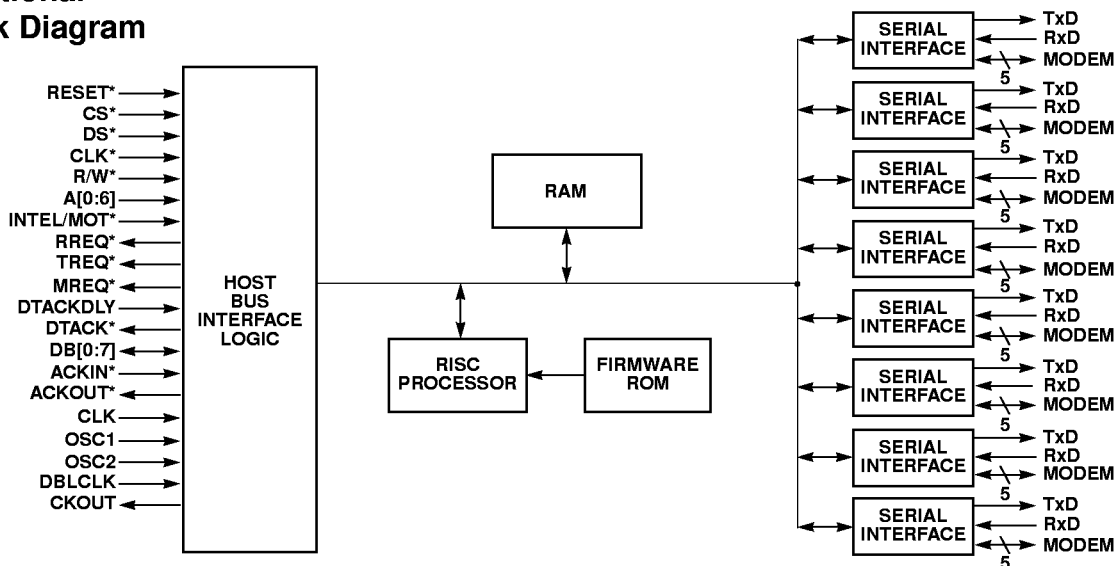 k Diagram
RESET*
CS*
DS*
CLK*
R/W*
A[0:6]
INTEL/MOT*
RREQ*
TREQ*
MREQ*
DTACKDLY
DTACK*
DB[0:7]
ACKIN*
ACKOUT*
CLK
OSC1
OSC2
DBLCLK
CKOUT
HOST
BUS
INTERFACE
LOGIC
RAM
RISC
PROCESSOR
FIRMWARE
ROM
SERIAL
INTERFACE
TxD
RxD
MODEM
5
SERIAL
INTERFACE
TxD
RxD
MODEM
5
SERIAL
INTERFACE
TxD
RxD
MODEM
5
SERIAL
INTERFACE
TxD
RxD
MODEM
5
SERIAL
INTERFACE
TxD
RxD
MODEM
5
SERIAL
INTERFACE
TxD
RxD
MODEM
5
SERIAL
INTERFACE
TxD
RxD
MODEM
5
SERIAL
INTERFACE
TxD
RxD
MODEM
5